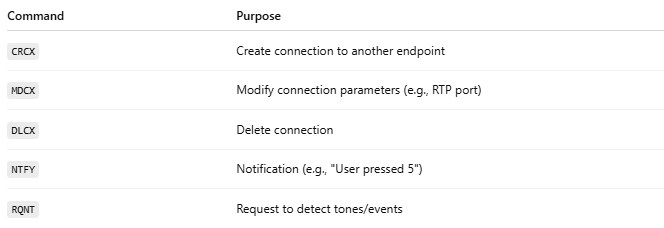 Command Purpose
CRCX Create connection to another endpoint
MDCX Modify connection parameters (e.g., RTP port)
DLCX Delete connection
NTFY Notification (e.g., "User pressed 5")
RQNT Request to detect tones/events